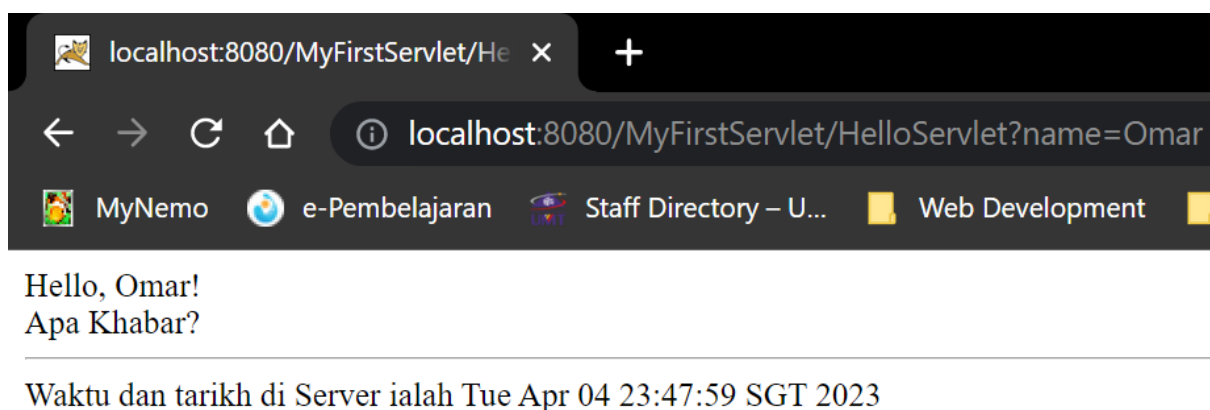 localhost:8080/MyFirstServlet/He
localhost:8080/MyFirstServlet/HelloServlet?name=Omar
MyNemo e-Pembelajaran UMT Staff Directory – U... Web Development
Hello, Omar!
Apa Khabar?
Waktu dan tarikh di Server ialah Tue Apr 04 23:47:59 SGT 2023